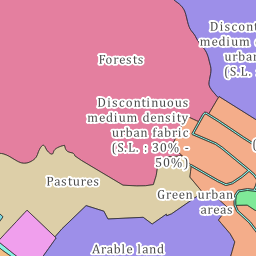 Discont
medium d
urban
(S.L. :
Forests
Discontinuous
medium density
urban fabric
(S.L. : 30% -
50%)
Pastures
Green urban
areas
Arable land